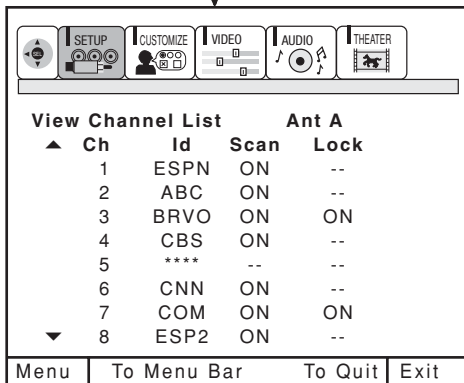 SETUP CUSTOMIZE VIDEO AUDIO THEATER
View Channel List Ant A
Ch Id Scan Lock
1 ESPN ON --
2 ABC ON --
3 BRVO ON ON
4 CBS ON --
5 **** -- --
6 CNN ON --
7 COM ON ON
8 ESP2 ON --
Menu To Menu Bar To Quit Exit